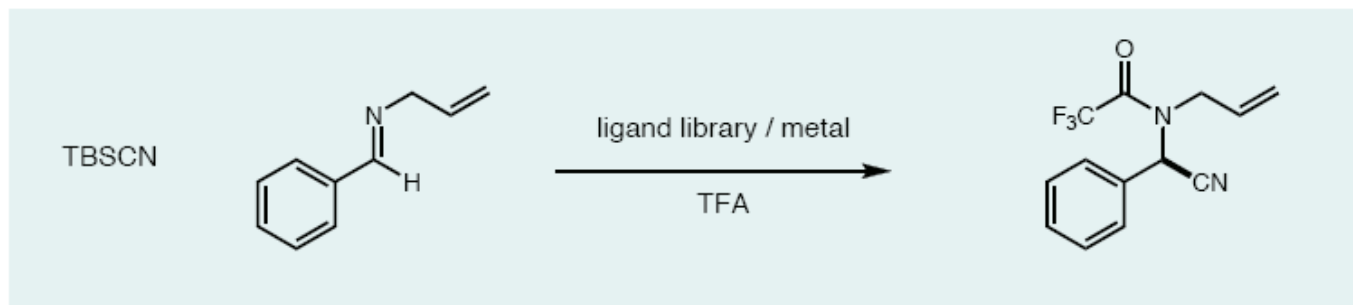 TBSCN
N
H
ligand library / metal
TFA
O
F3C
N
CN